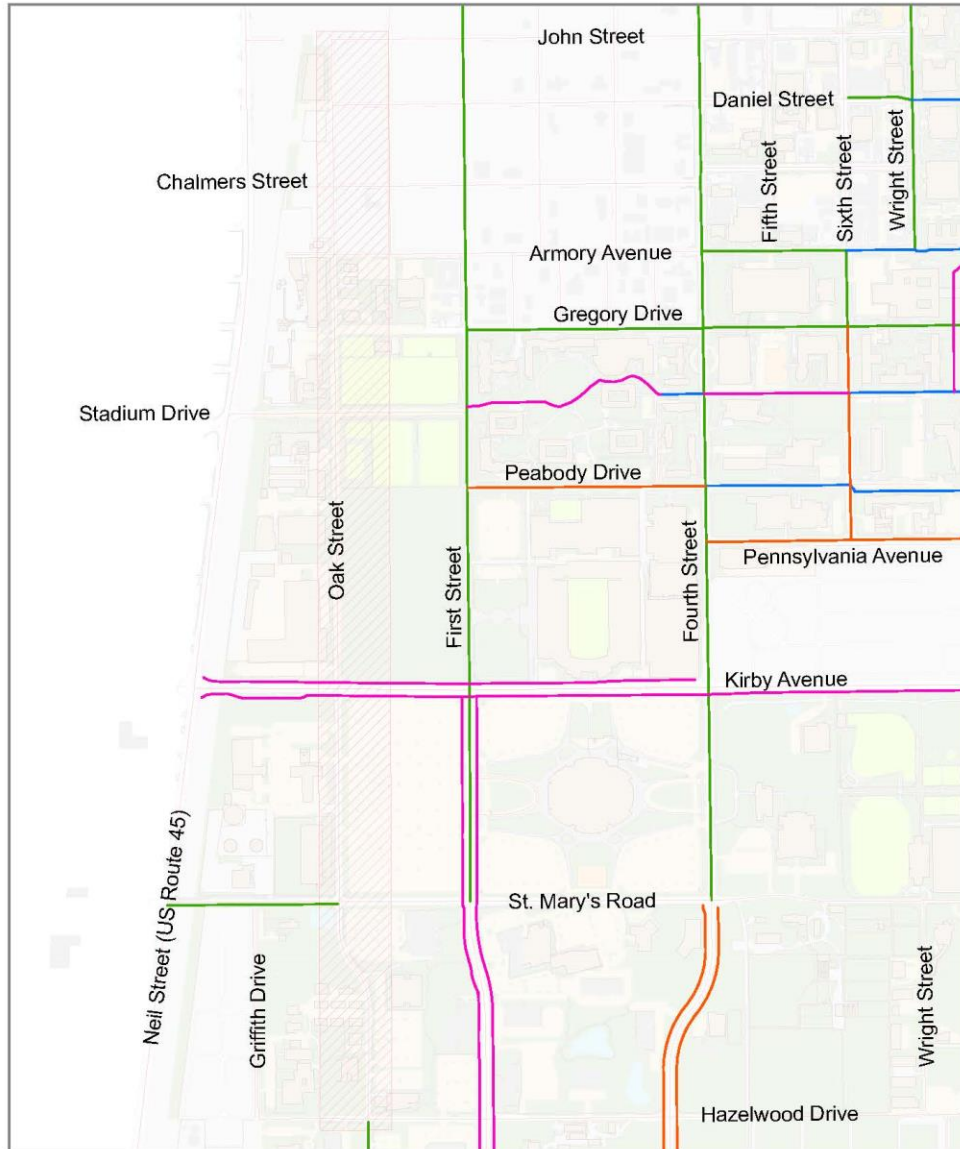 John Street
Daniel Street
Chalmers Street
Fifth Street
Sixth Street
Wright Street
Armory Avenue
Gregory Drive
Stadium Drive
Peabody Drive
Oak Street
First Street
Fourth Street
Pennsylvania Avenue
Kirby Avenue
Neil Street (US Route 45)
St. Mary's Road
Griffith Drive
Wright Street
Hazelwood Drive